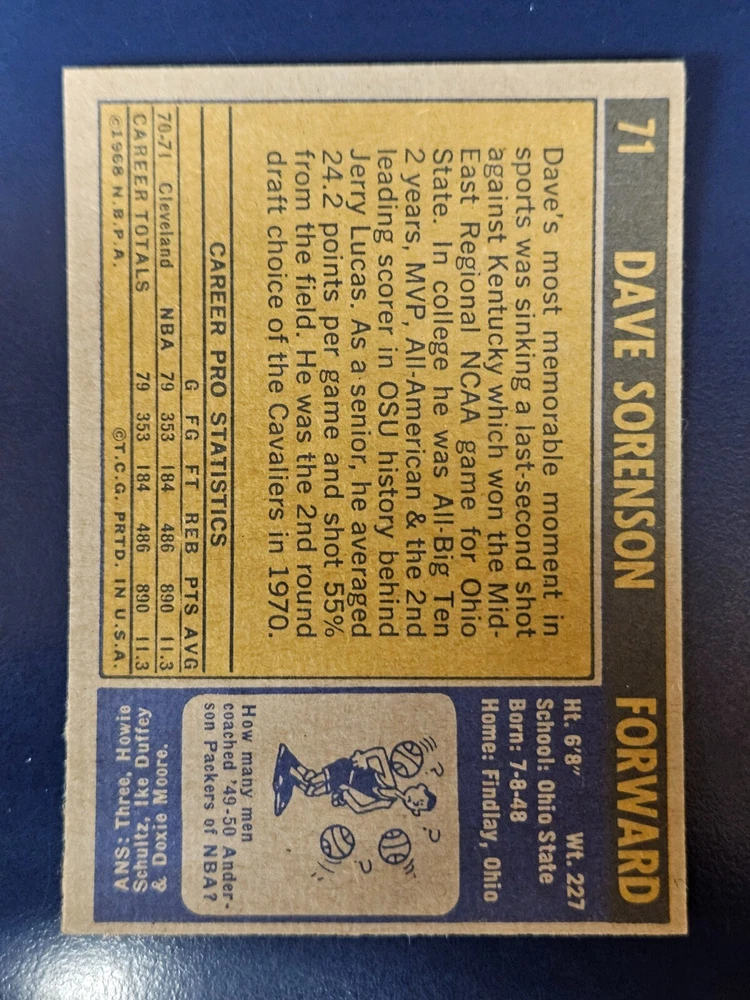 71 DAVE SORENSON FORWARD
Dave's most memorable moment in
sports was sinking a last-second shot
against Kentucky which won the Mid-
East Regional NCAA game for Ohio
State. In college he was All-Big Ten
2 years, MVP, All-American & the 2nd
leading scorer in OSU history behind
Jerry Lucas. As a senior, he averaged
24.2 points per game and shot 55%
from the field. He was the 2nd round
draft choice of the Cavaliers in 1970.
CAREER PRO STATISTICS
G FG FT REB PTS AVG
70-71 Cleveland NBA 79 353 184 486 890 11.3
CAREER TOTALS 79 353 184 486 890 11.3
©1968 N.B.P.A. ©T.C.G. PRTD. IN U.S.A.
Ht. 6'8" Wt. 227
School: Ohio State
Born: 7-8-48
Home: Findlay, Ohio
? ? ?
How many men
coached '49-50 Ander-
son Packers of NBA?
ANS: Three, Howie
Schultz, Ike Duffey
& Doxie Moore.